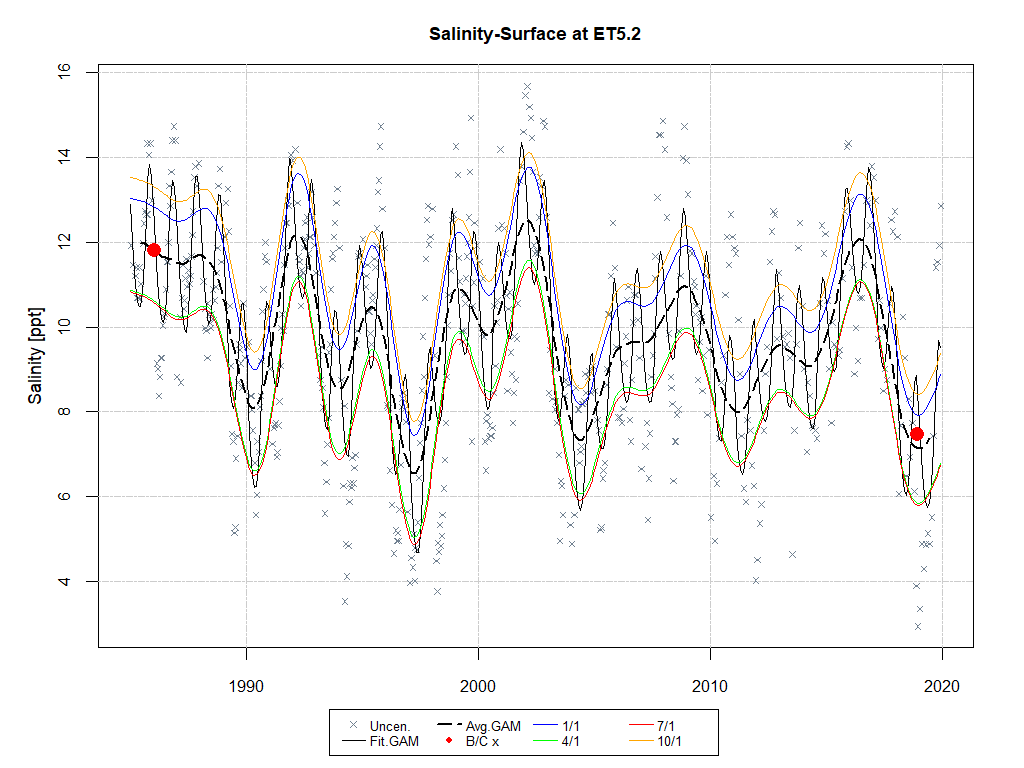 Salinity-Surface at ET5.2
Salinity [ppt]
16
14
12
10
8
6
4
1990 2000 2010 2020
Uncen. Avg.GAM 1/1 7/1
Fit.GAM B/C x 4/1 10/1